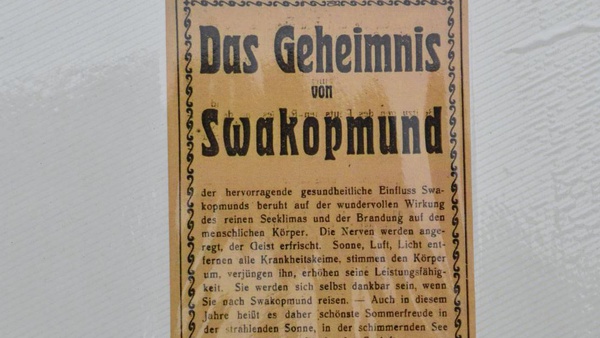 Das Geheimnis
von
Swakopmund
der hervorragende gesundheitliche Einfluss Swa-
kopmunds beruht auf der wundervollen Wirkung
des reinen Seeklimas und der Brandung auf den
menschlichen Körper. Die Nerven werden ange-
regt, der Geist erfrischt. Sonne, Luft, Licht ent-
fernen alle Krankheitskeime, stimmen den Körper
um, verjüngen ihn, erhöhen seine Leistungsfähig-
keit. Sie werden sich selbst dankbar sein, wenn
Sie nach Swakopmund reisen. — Auch in diesem
Jahre heißt es daher schönste Sommerfreude in
der strahlenden Sonne, in der schimmernden See